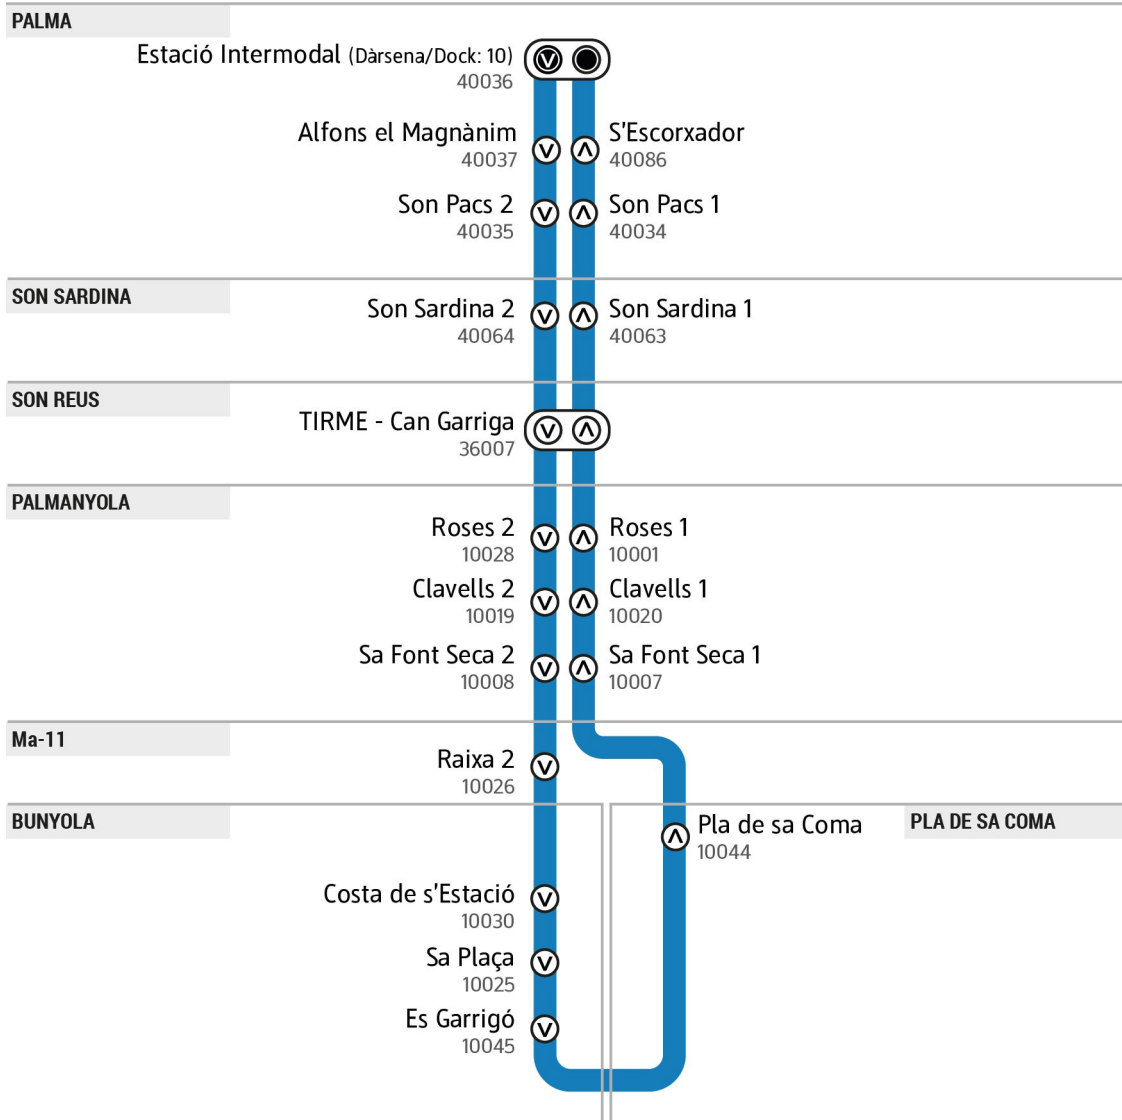 PALMA
Estació Intermodal (Dàrsena/Dock: 10)
40036
Alfons el Magnànim
40037
S'Escorxador
40086
Son Pacs 2
40035
Son Pacs 1
40034
SON SARDINA
Son Sardina 2
40064
Son Sardina 1
40063
SON REUS
TIRME - Can Garriga
36007
PALMANYOLA
Roses 2
10028
Roses 1
10001
Clavells 2
10019
Clavells 1
10020
Sa Font Seca 2
10008
Sa Font Seca 1
10007
Ma-11
Raixa 2
10026
BUNYOLA
Pla de sa Coma
10044
PLA DE SA COMA
Costa de s'Estació
10030
Sa Plaça
10025
Es Garrigó
10045